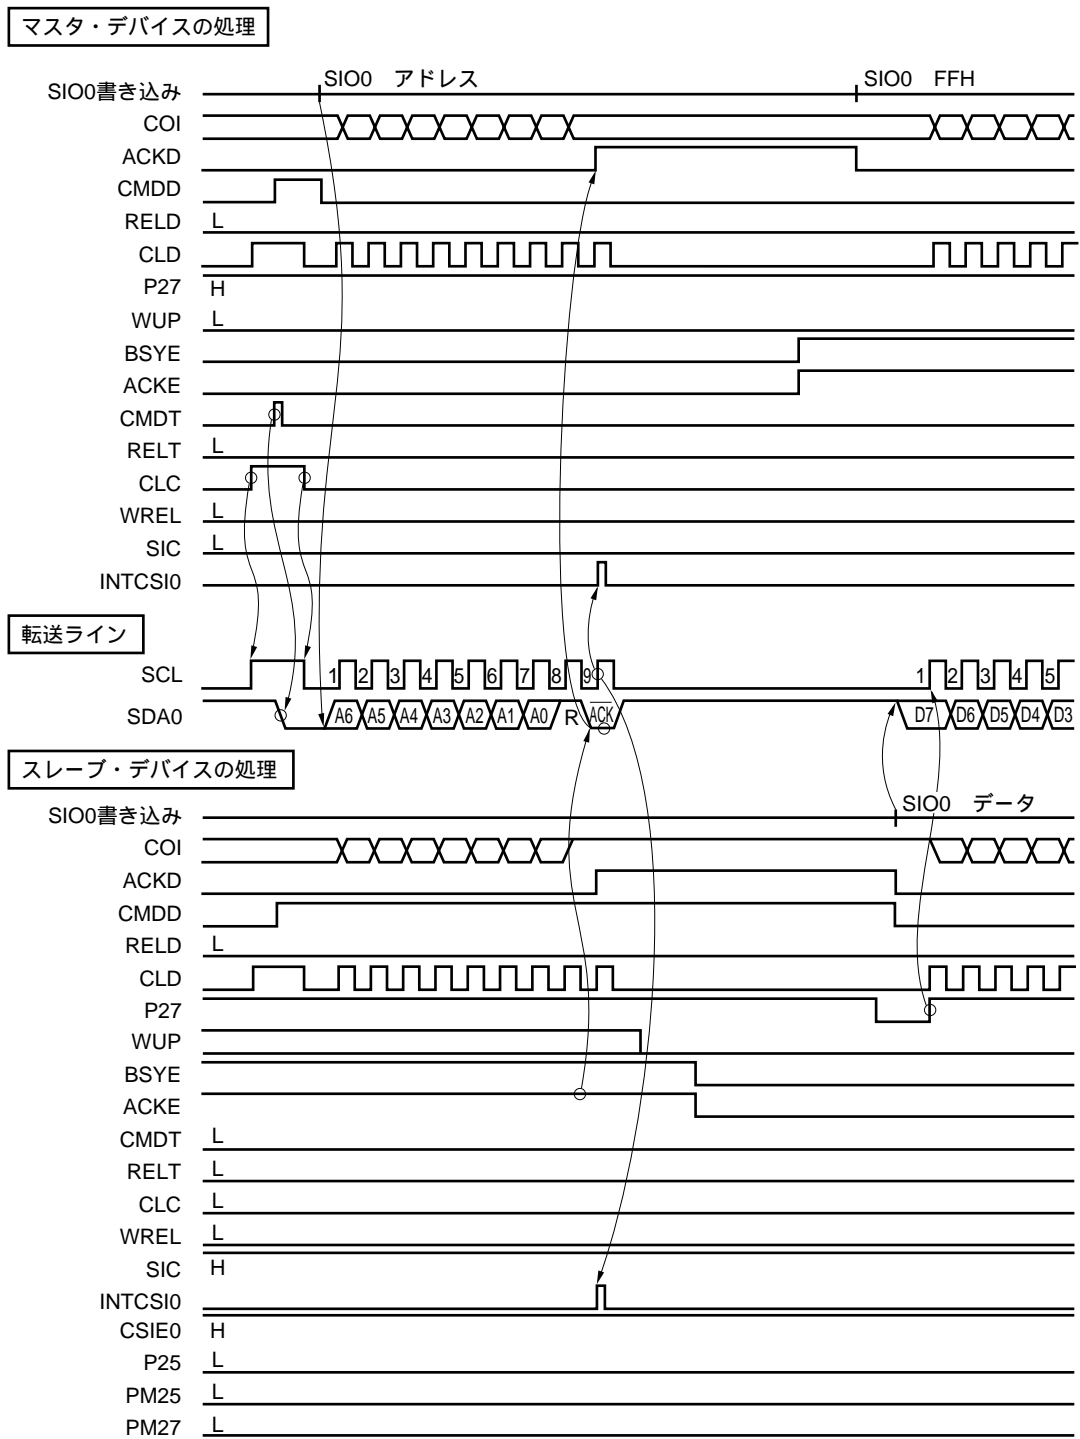 マスタ・デバイスの処理
SIO0 アドレス SIO0 FFH
SIO0書き込み
COI
ACKD
CMDD
RELD L
CLD
P27 H
WUP L
BSYE
ACKE
CMDT
RELT L
CLC
WREL L
SIC L
INTCSI0
転送ライン
SCL 1 2 3 4 5 6 7 8 9 1 2 3 4 5
SDA0 A6 A5 A4 A3 A2 A1 A0 R ACK D7 D6 D5 D4 D3
スレーブ・デバイスの処理
SIO0 データ
SIO0書き込み
COI
ACKD
CMDD
RELD L
CLD
P27
WUP
BSYE
ACKE
CMDT L
RELT L
CLC L
WREL L
SIC H
INTCSI0
CSIE0 H
P25 L
PM25 L
PM27 L